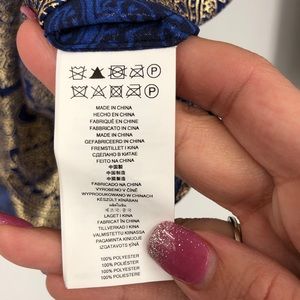 MADE IN CHINA
HECHO EN CHINA
FABRIQUÉ EN CHINE
FABBRICATO IN CINA
MADE IN CHINA
GEFABRICEERD IN CHINA
FREMSTILLET I KINA
СДЕЛАНО В КИТАЕ
FEITO NA CHINA
中国製
中国制造
中國製造
FABRICADO NA CHINA
VYROBENO V ČÍNĚ
WYKONANO W CHINACH
KÉSZÜLT KÍNÁBAN
LAGET I KINA
FABRICAT ÎN CHINA
TILLVERKAD I KINA
VALMISTETTU KIINASSA
PAGAMINTA KINIJOJE
IZGATAVOTS ĶĪNĀ
100% POLYESTER
100% POLIÉSTER
100% POLYESTER
100% POLIESTERE